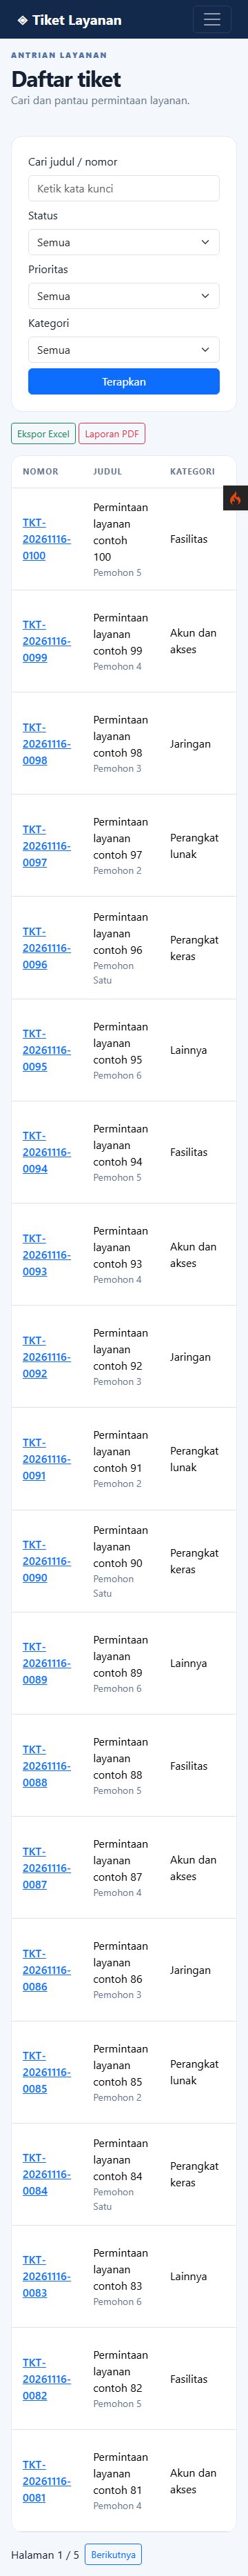 Tiket Layanan
ANTRIAN LAYANAN
Daftar tiket
Cari dan pantau permintaan layanan.
Cari judul / nomor
Ketik kata kunci
Status
Semua
Prioritas
Semua
Kategori
Semua
Terapkan
Ekspor Excel Laporan PDF
NOMOR JUDUL KATEGORI
TKT-
20261116-
0100
Permintaan
layanan
contoh
100
Pemohon 5
Fasilitas
TKT-
20261116-
0099
Permintaan
layanan
contoh 99
Pemohon 4
Akun dan
akses
TKT-
20261116-
0098
Permintaan
layanan
contoh 98
Pemohon 3
Jaringan
TKT-
20261116-
0097
Permintaan
layanan
contoh 97
Pemohon 2
Perangkat
lunak
TKT-
20261116-
0096
Permintaan
layanan
contoh 96
Pemohon
Satu
Perangkat
keras
TKT-
20261116-
0095
Permintaan
layanan
contoh 95
Pemohon 6
Lainnya
TKT-
20261116-
0094
Permintaan
layanan
contoh 94
Pemohon 5
Fasilitas
TKT-
20261116-
0093
Permintaan
layanan
contoh 93
Pemohon 4
Akun dan
akses
TKT-
20261116-
0092
Permintaan
layanan
contoh 92
Pemohon 3
Jaringan
TKT-
20261116-
0091
Permintaan
layanan
contoh 91
Pemohon 2
Perangkat
lunak
TKT-
20261116-
0090
Permintaan
layanan
contoh 90
Pemohon
Satu
Perangkat
keras
TKT-
20261116-
0089
Permintaan
layanan
contoh 89
Pemohon 6
Lainnya
TKT-
20261116-
0088
Permintaan
layanan
contoh 88
Pemohon 5
Fasilitas
TKT-
20261116-
0087
Permintaan
layanan
contoh 87
Pemohon 4
Akun dan
akses
TKT-
20261116-
0086
Permintaan
layanan
contoh 86
Pemohon 3
Jaringan
TKT-
20261116-
0085
Permintaan
layanan
contoh 85
Pemohon 2
Perangkat
lunak
TKT-
20261116-
0084
Permintaan
layanan
contoh 84
Pemohon
Satu
Perangkat
keras
TKT-
20261116-
0083
Permintaan
layanan
contoh 83
Pemohon 6
Lainnya
TKT-
20261116-
0082
Permintaan
layanan
contoh 82
Pemohon 5
Fasilitas
TKT-
20261116-
0081
Permintaan
layanan
contoh 81
Pemohon 4
Akun dan
akses
Halaman 1 / 5 Berikutnya